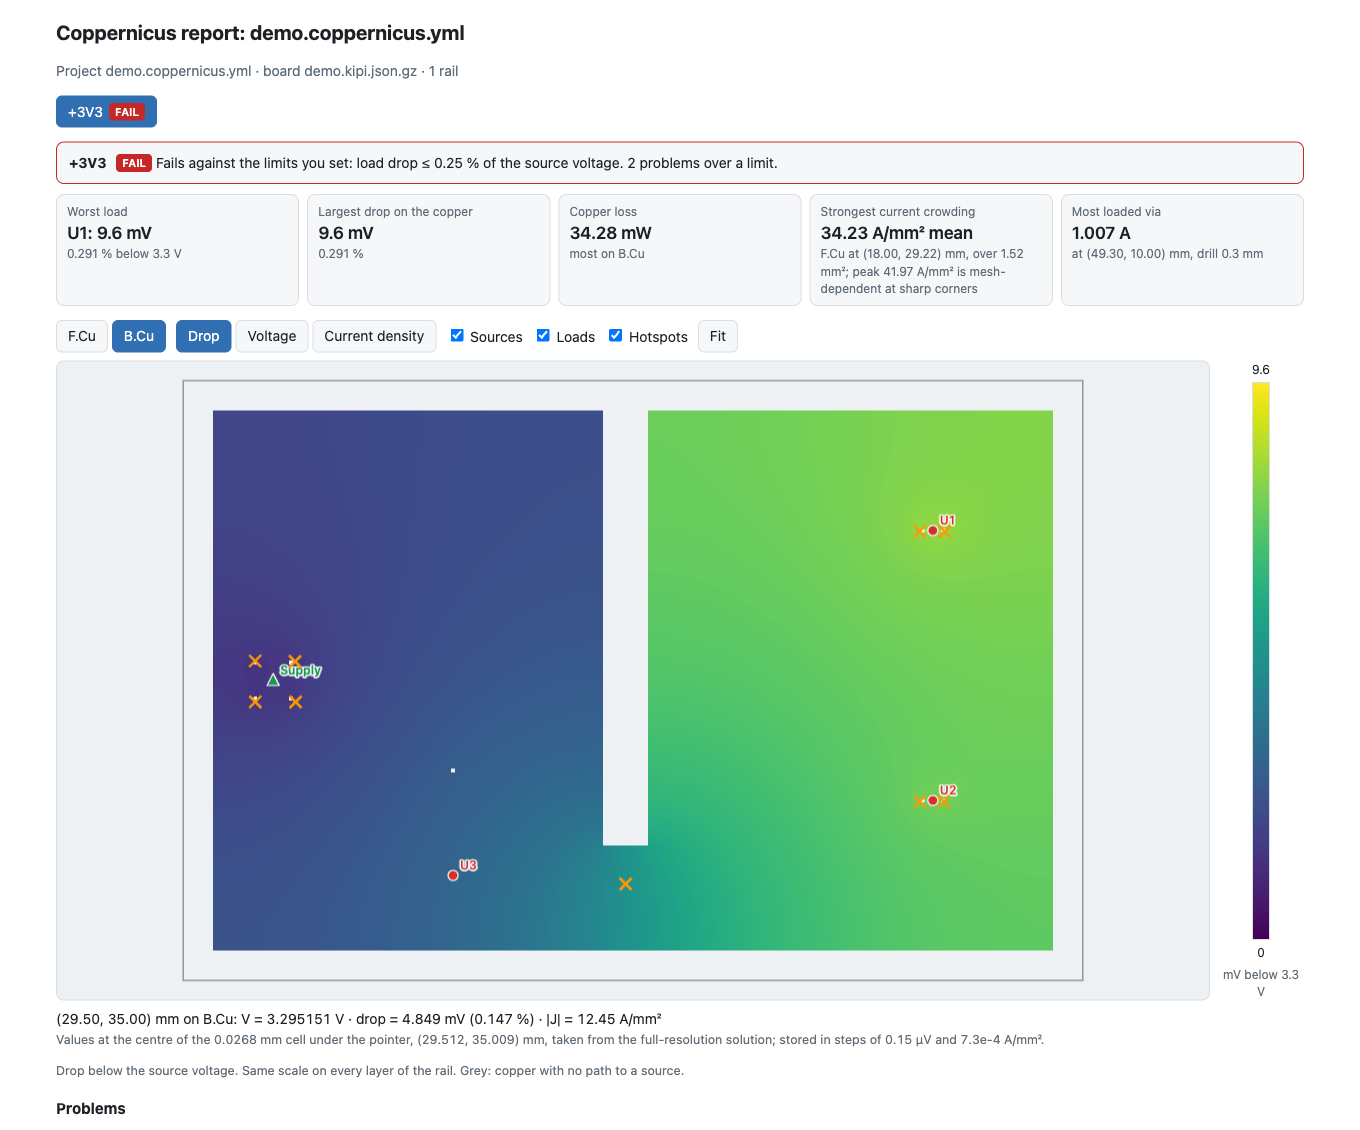 Coppernicus report: demo.coppernicus.yml
Project demo.coppernicus.yml · board demo.kipi.json.gz · 1 rail
+3V3 FAIL
+3V3 FAIL Fails against the limits you set: load drop ≤ 0.25 % of the source voltage. 2 problems over a limit.
Worst load
U1: 9.6 mV
0.291 % below 3.3 V
Largest drop on the copper
9.6 mV
0.291 %
Copper loss
34.28 mW
most on B.Cu
Strongest current crowding
34.23 A/mm² mean
F.Cu at (18.00, 29.22) mm, over 1.52
mm²; peak 41.97 A/mm² is mesh-
dependent at sharp corners
Most loaded via
1.007 A
at (49.30, 10.00) mm, drill 0.3 mm
F.Cu B.Cu Drop Voltage Current density Sources Loads Hotspots Fit
9.6
U1
Supply
U2
U3
0
mV below 3.3
V
(29.50, 35.00) mm on B.Cu: V = 3.295151 V · drop = 4.849 mV (0.147 %) · |J| = 12.45 A/mm²
Values at the centre of the 0.0268 mm cell under the pointer, (29.512, 35.009) mm, taken from the full-resolution solution; stored in steps of 0.15 µV and 7.3e-4 A/mm².
Drop below the source voltage. Same scale on every layer of the rail. Grey: copper with no path to a source.
Problems